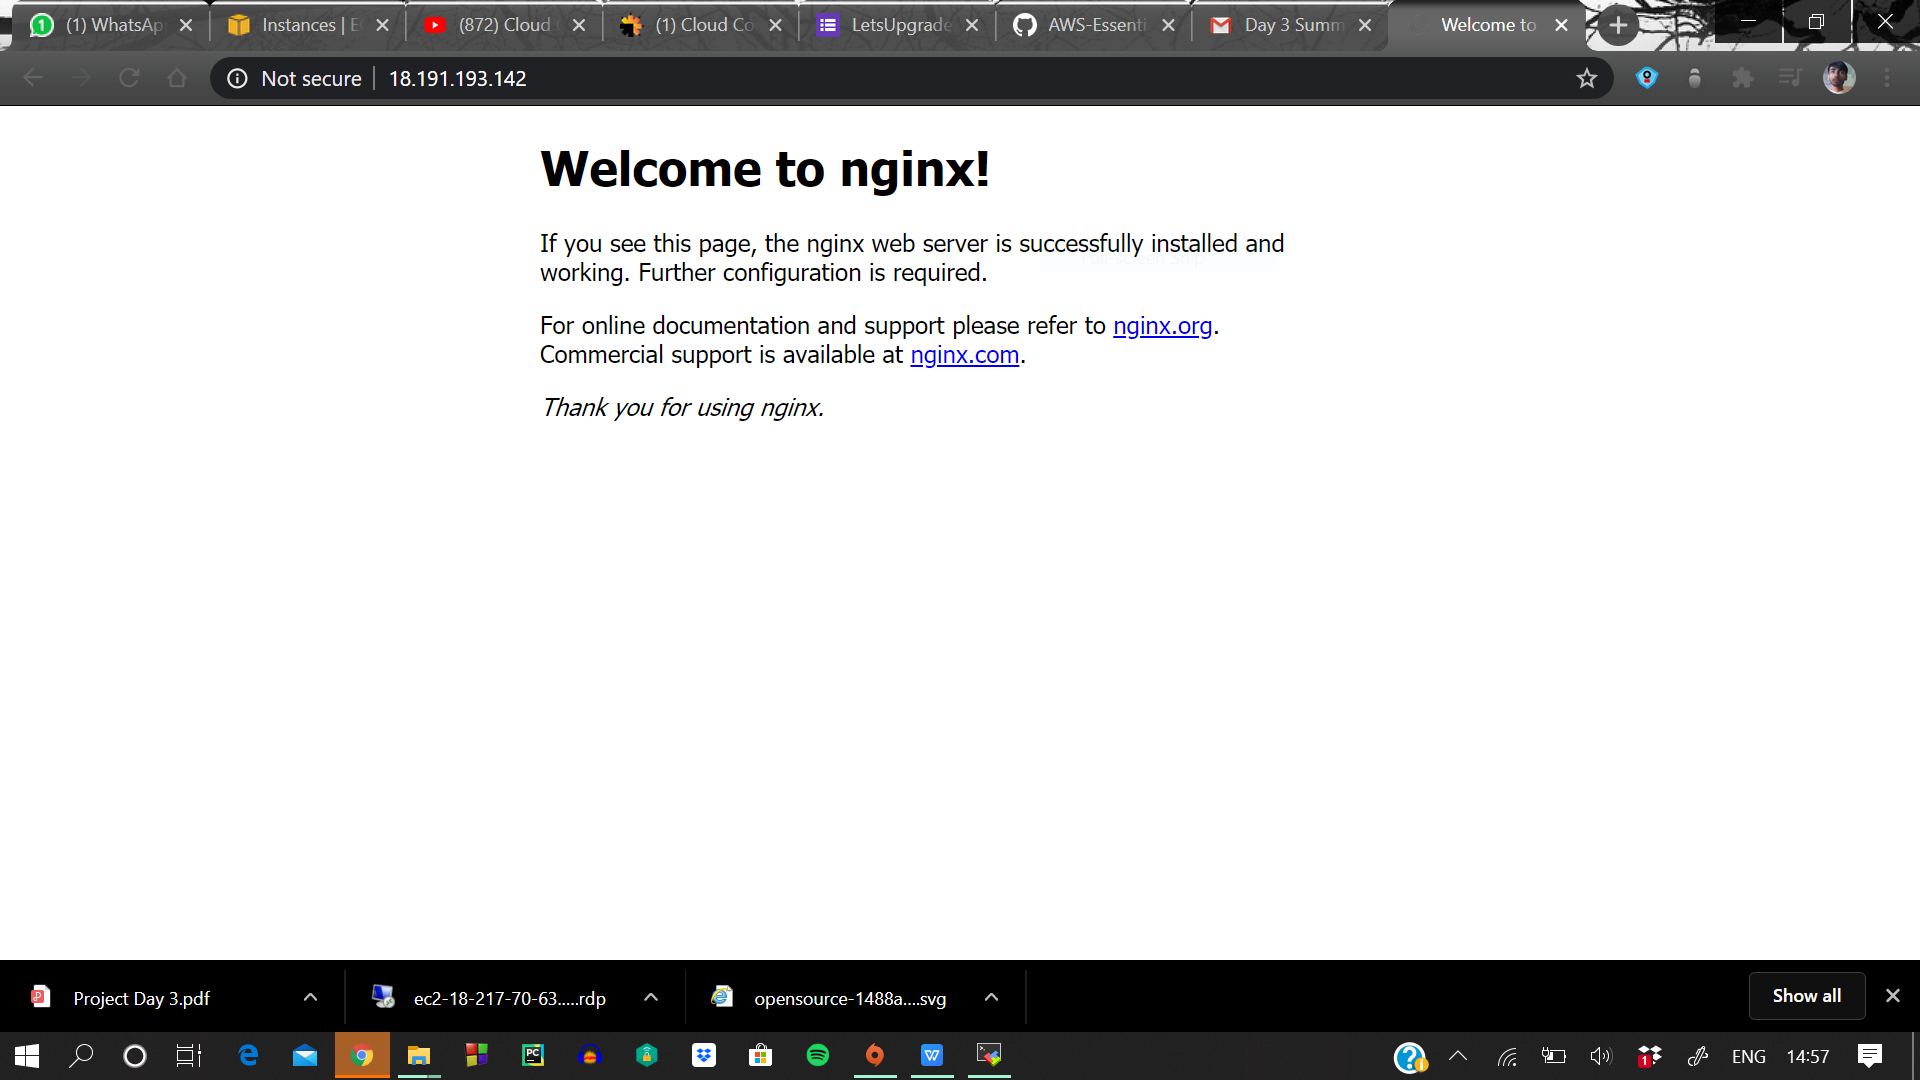 (1) WhatsAp
Instances | E
(872) Cloud
(1) Cloud Co
LetsUpgrade
AWS-Essenti
Day 3 Summ
Welcome to
Not secure
18.191.193.142
Welcome to nginx!
If you see this page, the nginx web server is successfully installed and
working. Further configuration is required.
For online documentation and support please refer to nginx.org.
Commercial support is available at nginx.com.
Thank you for using nginx.
Project Day 3.pdf
ec2-18-217-70-63.....rdp
opensource-1488a....svg
Show all
ENG
14:57